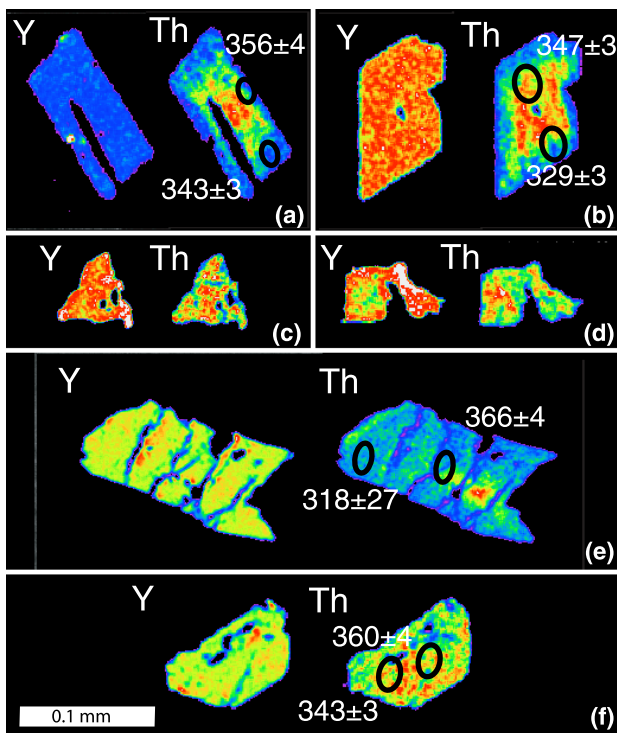 Y Th 356±4
343±3 (a)
Y Th 347±3
329±3 (b)
Y Th
(c)
Y Th
(d)
Y Th
366±4
318±27
(e)
Y Th
360±4
343±3
0.1 mm (f)